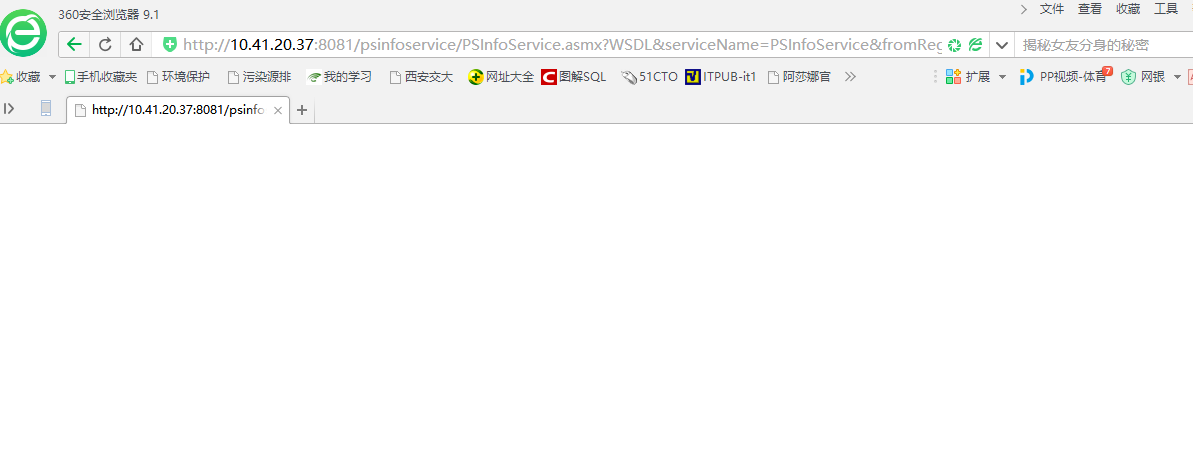 360安全浏览器 9.1
文件 查看 收藏 工具
http://10.41.20.37:8081/psinfoservice/PSInfoService.asmx?WSDL&serviceName=PSInfoService&fromReg
揭秘女友分身的秘密
收藏 手机收藏夹 环境保护 污染源排 我的学习 西安交大 网址大全 图解SQL 51CTO ITPUB-it1 阿莎娜官 扩展 PP视频-体育 7 网银
http://10.41.20.37:8081/psinfo